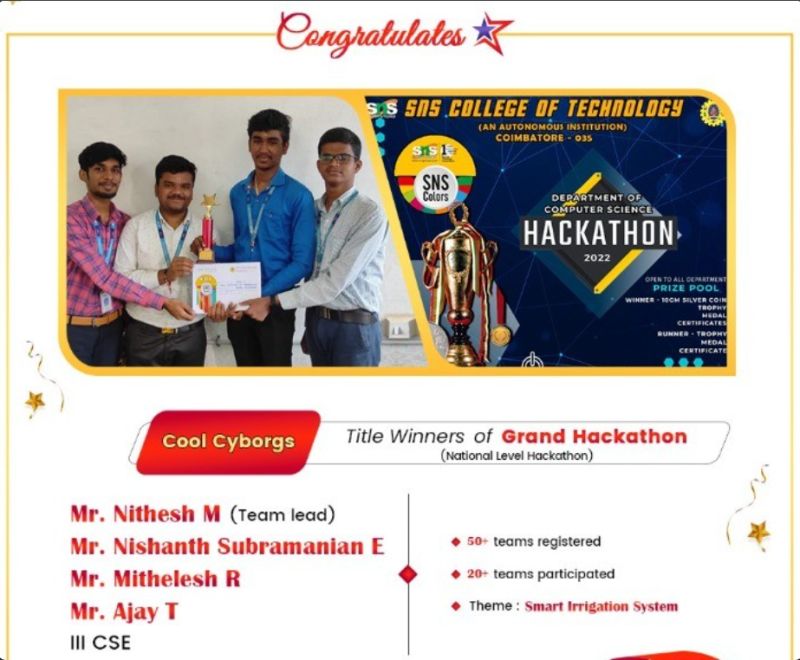 Congratulates
SNS SNS COLLEGE OF TECHNOLOGY
(AN AUTONOMOUS INSTITUTION)
COIMBATORE - 035
SNS
SNS
Colors
DEPARTMENT OF
COMPUTER SCIENCE
HACKATHON
2022
OPEN TO ALL DEPARTMENT
PRIZE POOL
WINNER - 10GM SILVER COIN
TROPHY
MEDAL
CERTIFICATES
RUNNER - TROPHY
MEDAL
CERTIFICATE
Cool Cyborgs
Title Winners of Grand Hackathon
(National Level Hackathon)
Mr. Nithesh M (Team lead)
Mr. Nishanth Subramanian E
Mr. Mithelesh R
Mr. Ajay T
III CSE
50+ teams registered
20+ teams participated
Theme : Smart Irrigation System